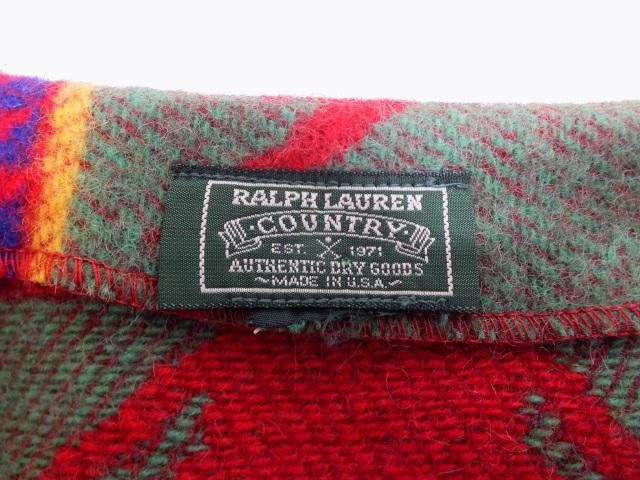 RALPH LAUREN
·COUNTRY·
EST. 1971
AUTHENTIC DRY GOODS
~MADE IN U.S.A.~